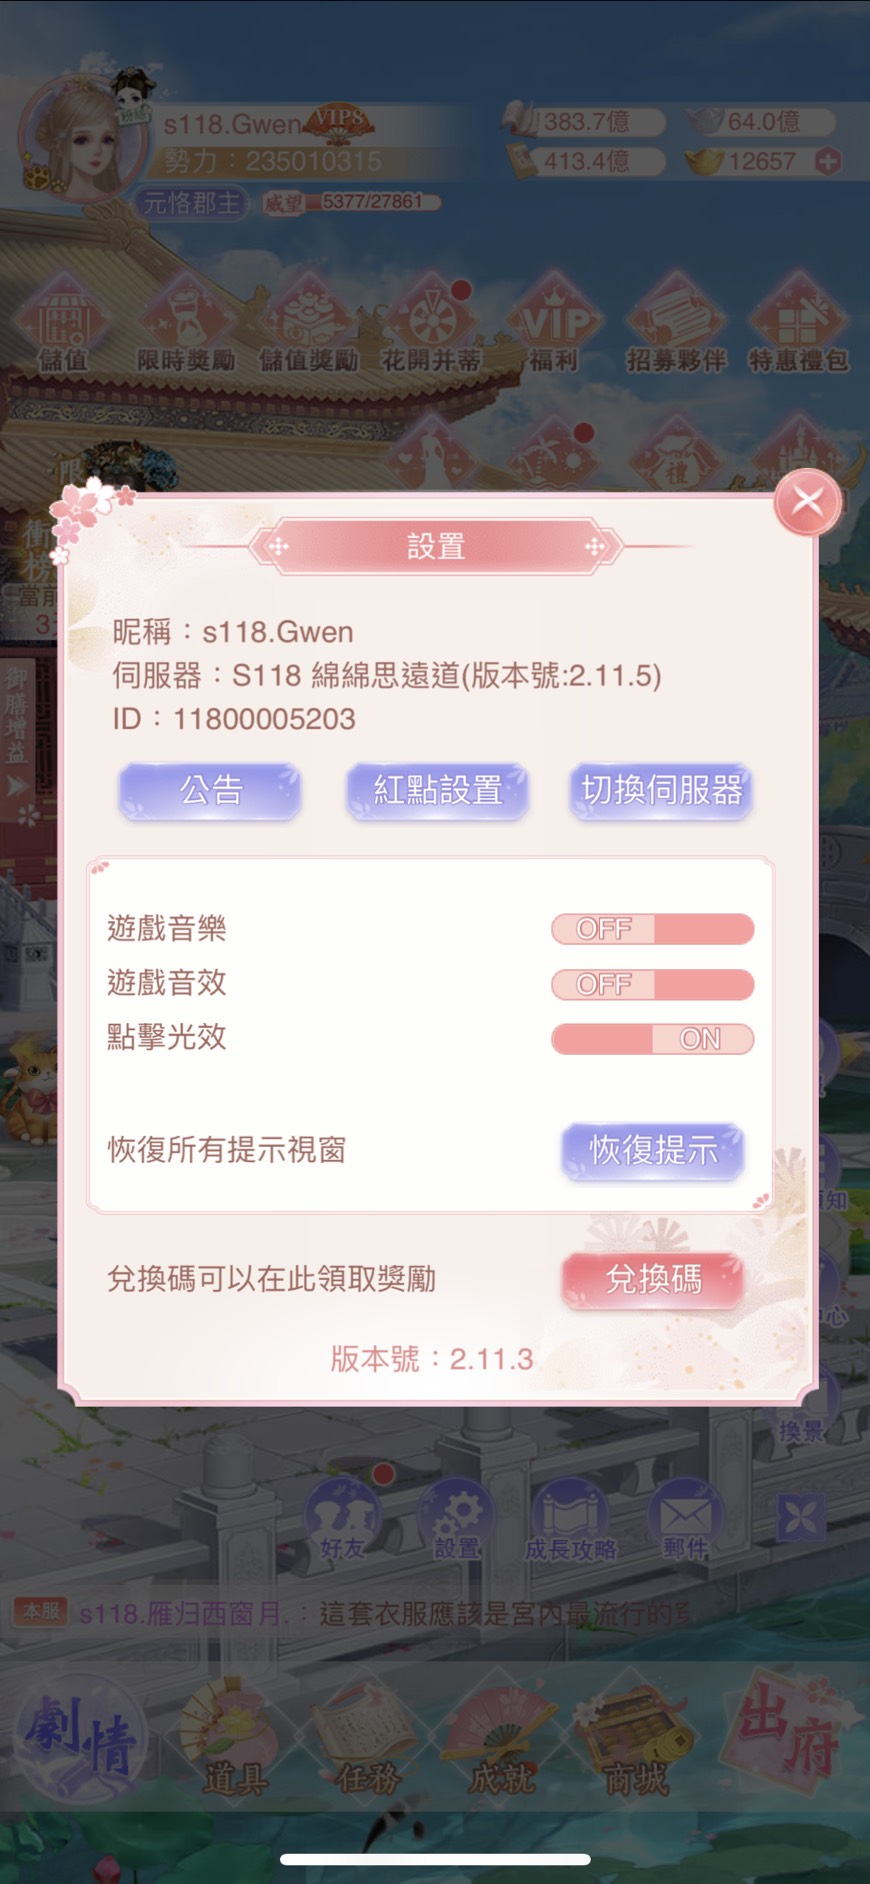 s118.Gwen VIP8
383.7億 64.0億
勢力：235010315
413.4億 12657
元恪郡主 威望 5377/27861
儲值 限時獎勵 儲值獎勵 花開并蒂 VIP 福利 招募夥伴 特惠禮包
禮
設置
昵稱：s118.Gwen
伺服器：S118 綿綿思遠道(版本號:2.11.5)
ID：11800005203
御膳增益
公告 紅點設置 切換伺服器
遊戲音樂 OFF
遊戲音效 OFF
點擊光效 ON
恢復所有提示視窗 恢復提示
兌換碼可以在此領取獎勵 兌換碼
版本號：2.11.3
換景
好友 設置 成長攻略 郵件
本服 s118.雁归西窗月.：這套衣服應該是宮內最流行的
劇情 道具 任務 成就 商城 出府